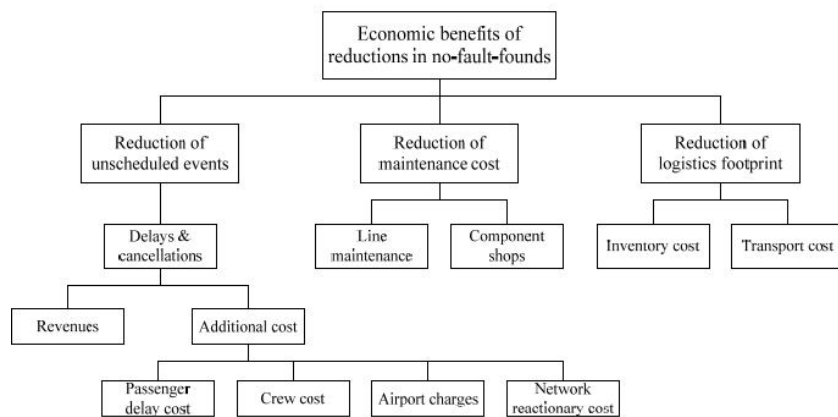 Economic benefits of
reductions in no-fault-founds
Reduction of
unscheduled events
Reduction of
maintenance cost
Reduction of
logistics footprint
Delays &
cancellations
Line
maintenance
Component
shops
Inventory cost
Transport cost
Revenues
Additional cost
Passenger
delay cost
Crew cost
Airport charges
Network
reactionary cost